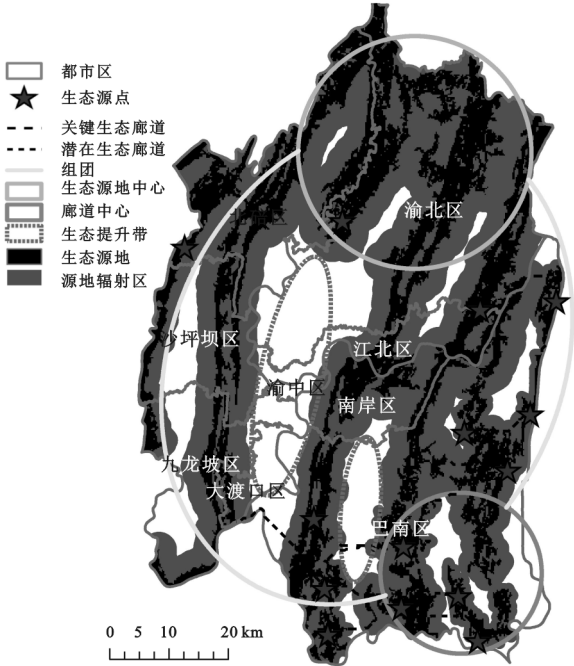 都市区
生态源点
关键生态廊道
潜在生态廊道
组团
生态源地中心
廊道中心
生态提升带
生态源地
源地辐射区
北碚区
渝北区
沙坪坝区
江北区
渝中区
南岸区
九龙坡区
大渡口区
巴南区
0 5 10 20 km